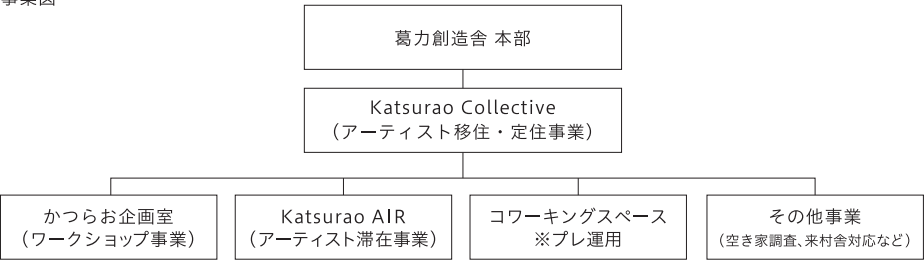 事業図
葛力創造舎 本部
Katsurao Collective
（アーティスト移住・定住事業）
かつらお企画室
（ワークショップ事業）
Katsurao AIR
（アーティスト滞在事業）
コワーキングスペース
※プレ運用
その他事業
（空き家調査、来村舎対応など）